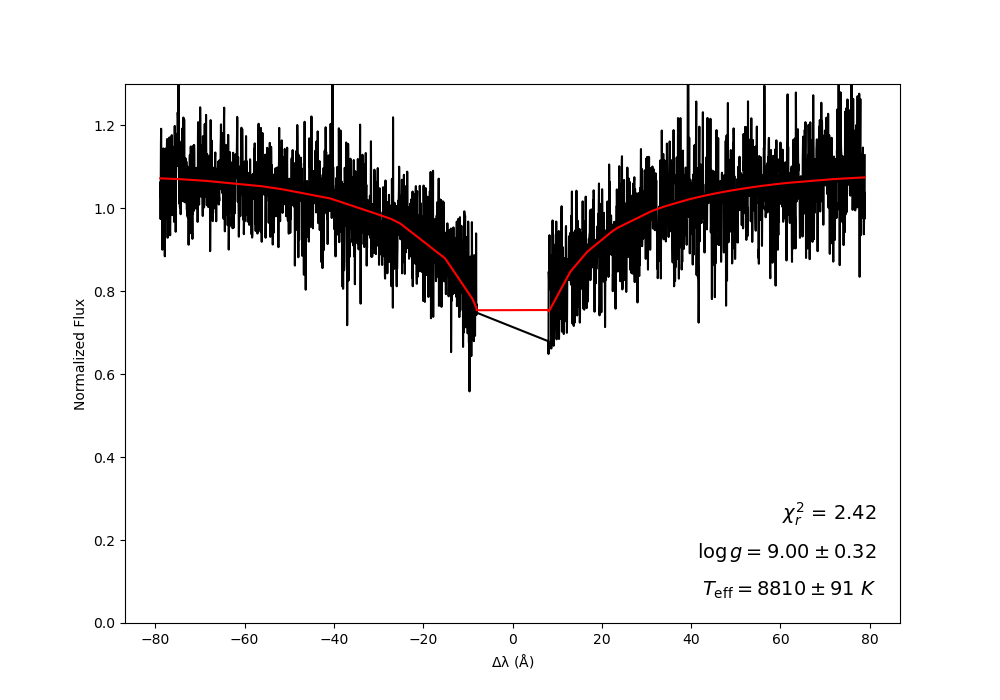 Normalized Flux
1.2
1.0
0.8
0.6
0.4
0.2
0.0
χ²ᵣ = 2.42
log g = 9.00 ± 0.32
T_eff = 8810 ± 91 K
−80 −60 −40 −20 0 20 40 60 80
Δλ (Å)